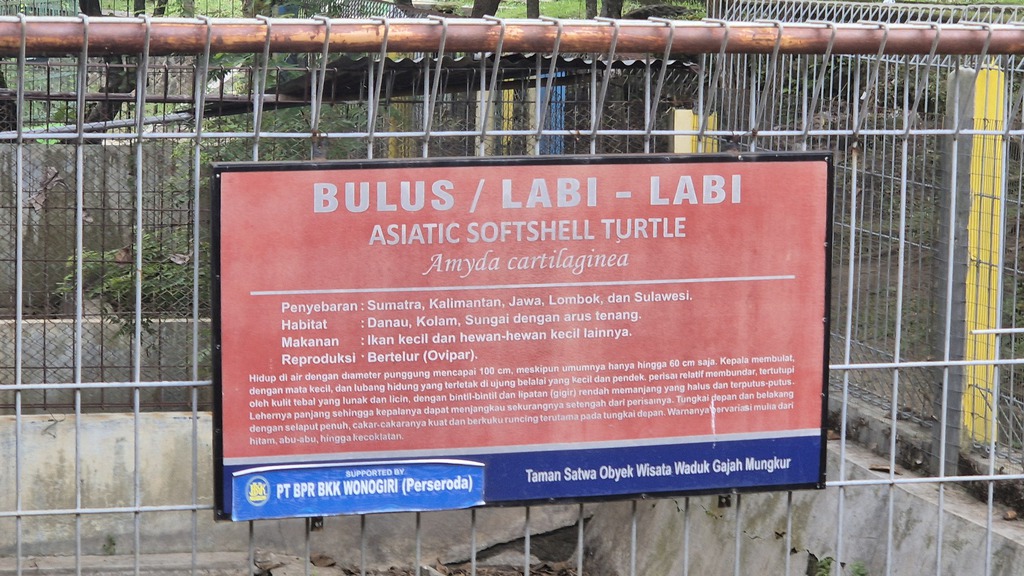 BULUS / LABI - LABI
ASIATIC SOFTSHELL TURTLE
Amyda cartilaginea
Penyebaran : Sumatra, Kalimantan, Jawa, Lombok, dan Sulawesi.
Habitat : Danau, Kolam, Sungai dengan arus tenang.
Makanan : Ikan kecil dan hewan-hewan kecil lainnya.
Reproduksi : Bertelur (Ovipar).
Hidup di air dengan diameter punggung mencapai 100 cm, meskipun umumnya hanya hingga 60 cm saja. Kepala membulat,
dengan mata kecil, dan lubang hidung yang terletak di ujung belalai yang kecil dan pendek, perisai relatif membundar, tertutupi
oleh kulit tebal yang lunak dan licin, dengan bintil-bintil dan lipatan (gigir) rendah memanjang yang halus dan terputus-putus.
Lehernya panjang sehingga kepalanya dapat menjangkau sekurangnya setengah dari perisainya. Tungkai depan dan belakang
dengan selaput penuh, cakar-cakaranya kuat dan berkuku runcing terutama pada tungkai depan. Warnanya bervariasi mulia dari
hitam, abu-abu, hingga kecoklatan.
SUPPORTED BY
PT BPR BKK WONOGIRI (Perseroda)
Taman Satwa Obyek Wisata Waduk Gajah Mungkur